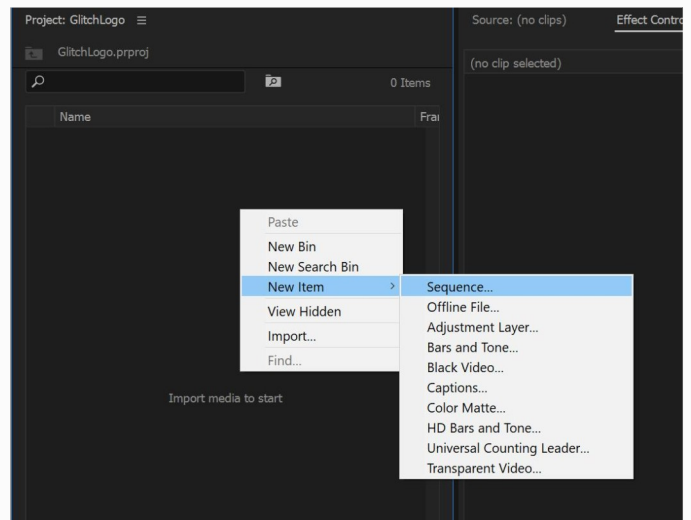 Project: GlitchLogo
GlitchLogo.prproj
0 Items
Name
Source: (no clips)
Effect Contro
(no clip selected)
Paste
New Bin
New Search Bin
New Item
View Hidden
Import...
Find...
Sequence...
Offline File...
Adjustment Layer...
Bars and Tone...
Black Video...
Captions...
Color Matte...
HD Bars and Tone...
Universal Counting Leader...
Transparent Video...
Import media to start